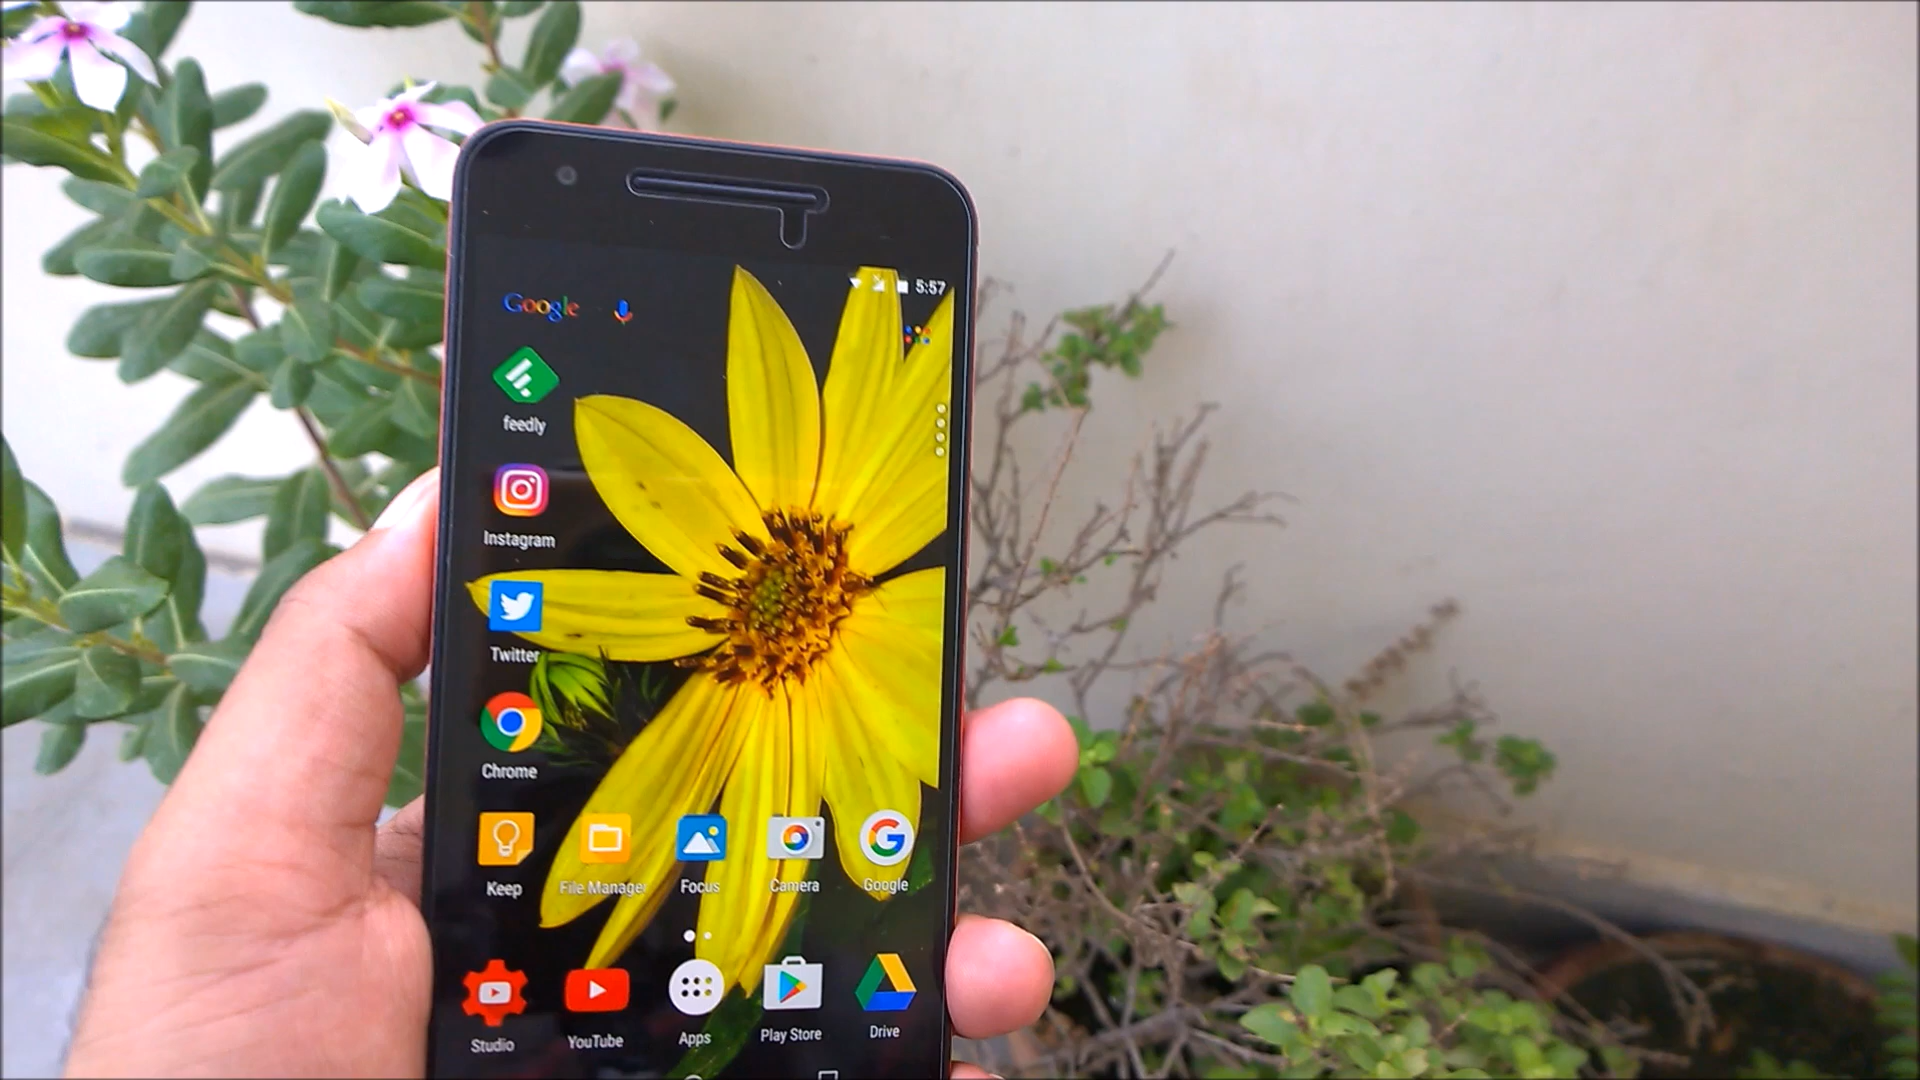 5:57
Google
feedly
Instagram
Twitter
Chrome
Keep File Manager Focus Camera Google
Studio YouTube Apps Play Store Drive